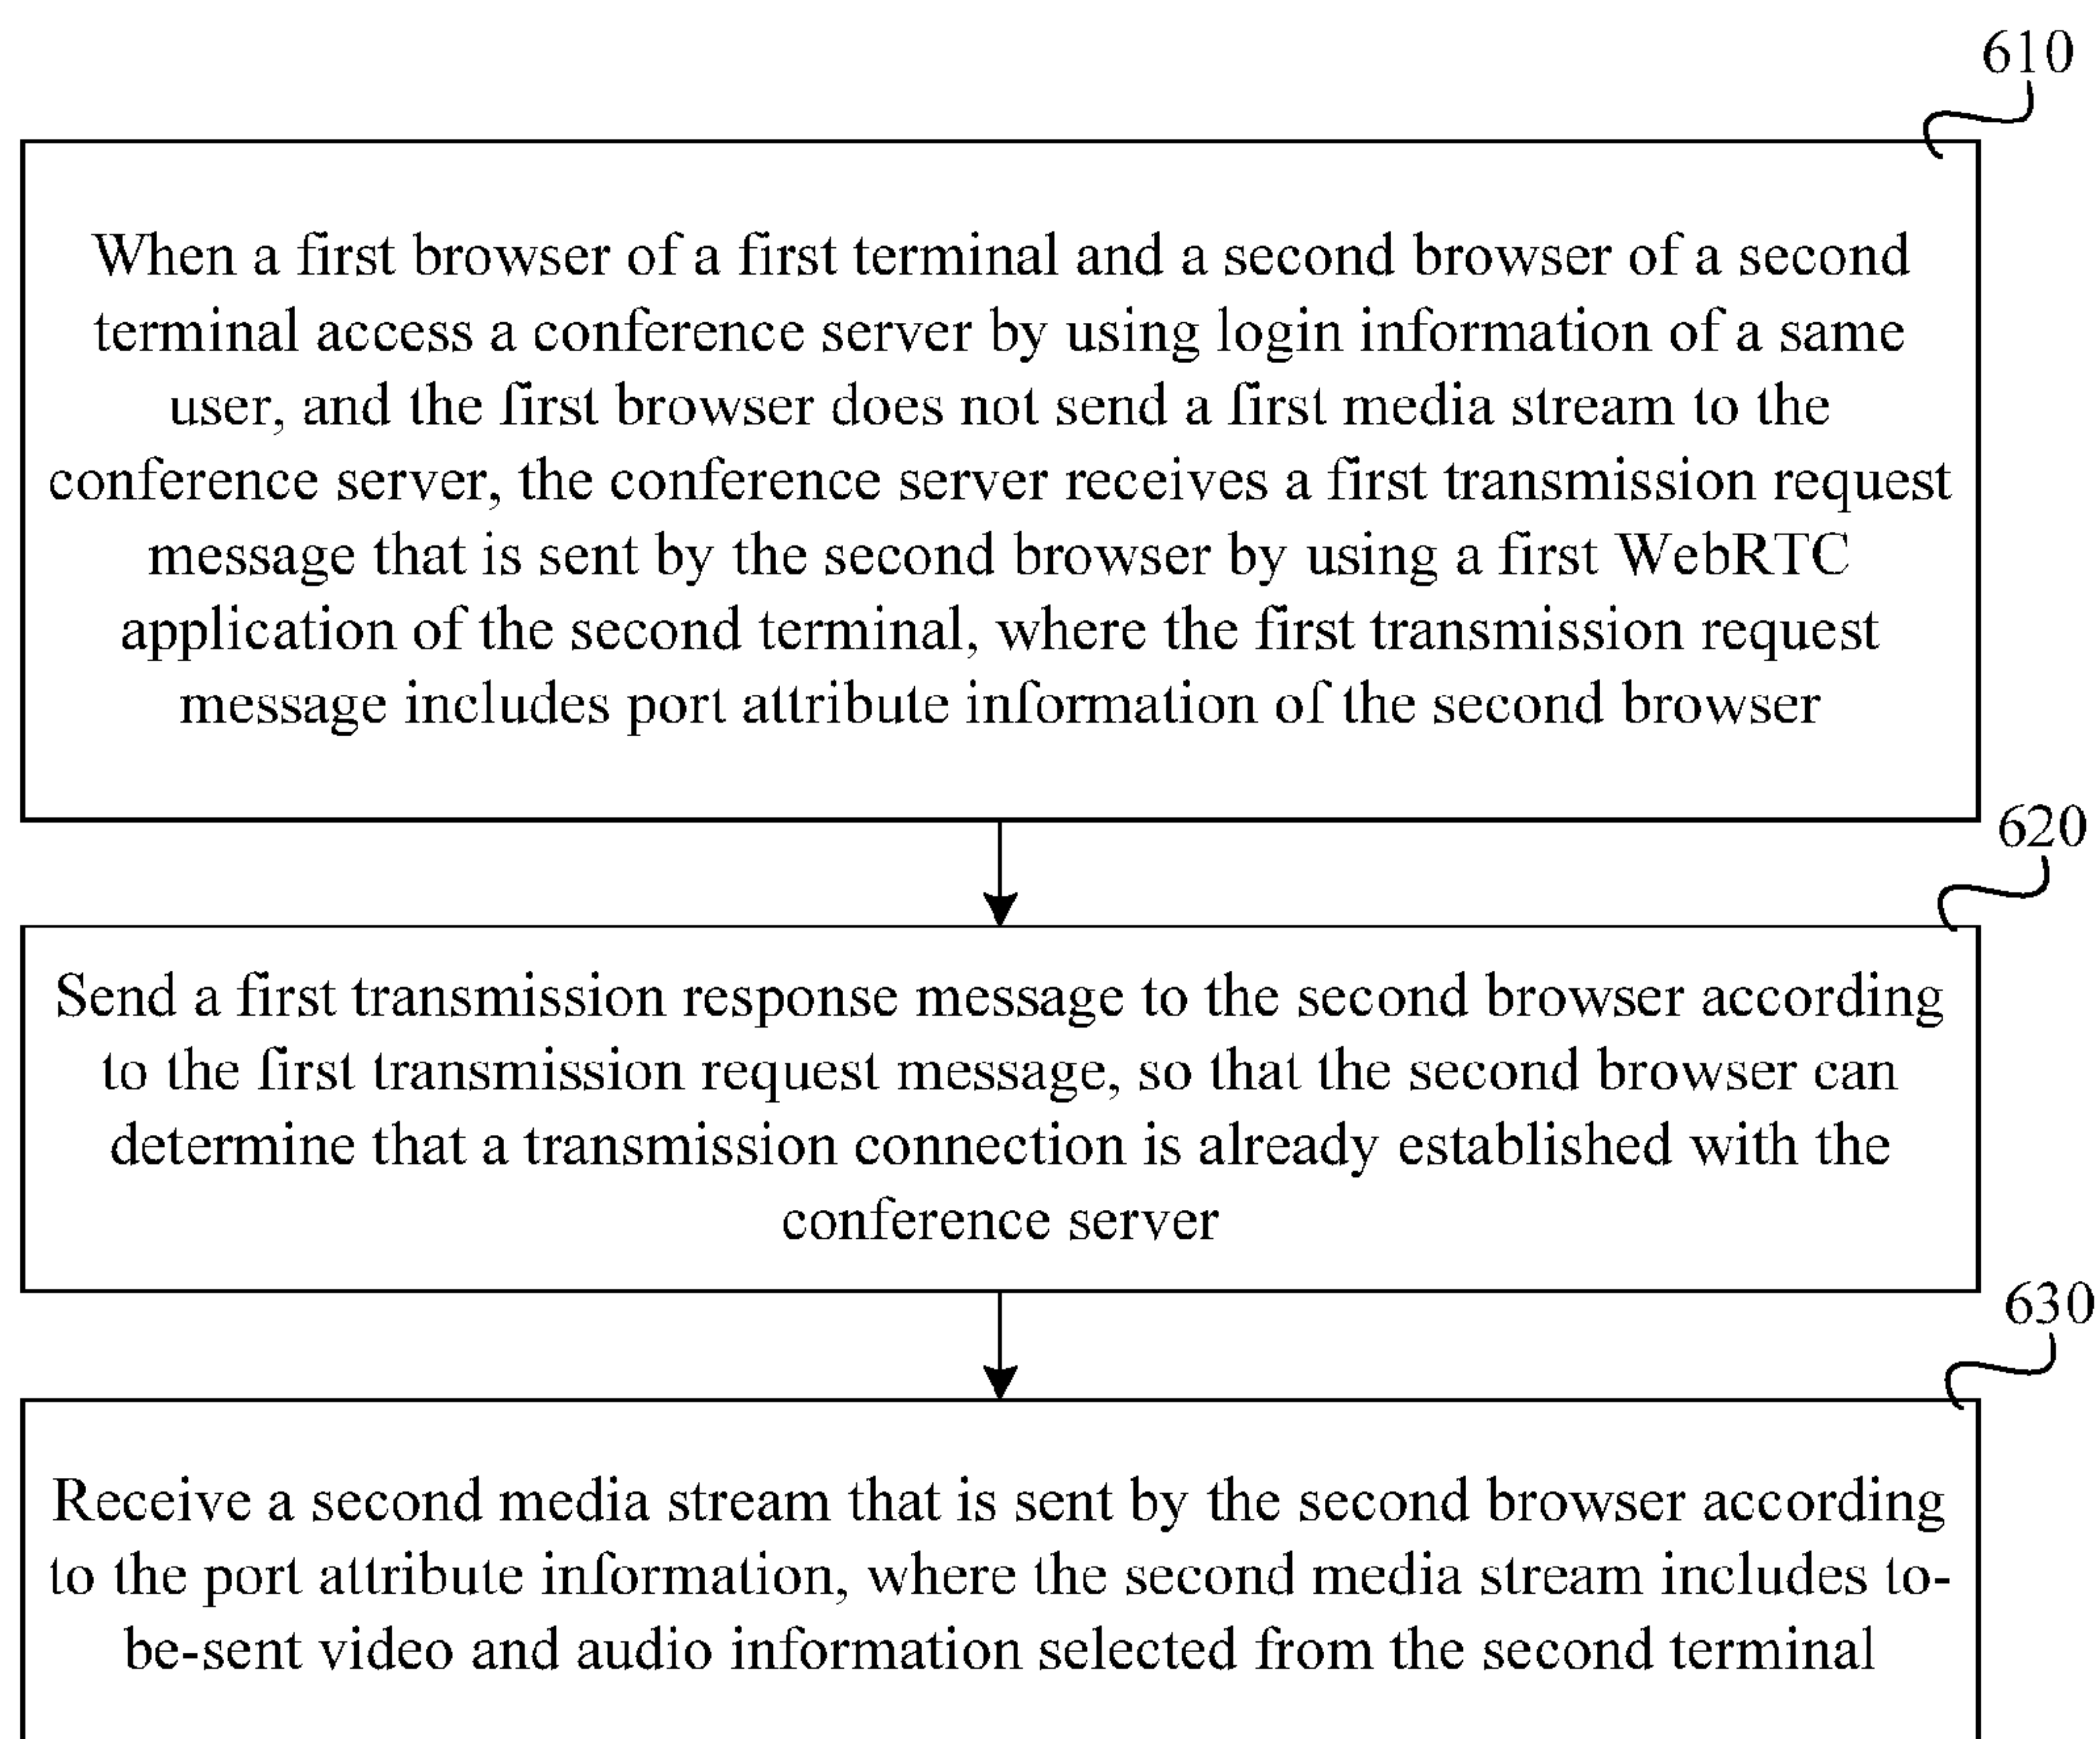 610
When a first browser of a first terminal and a second browser of a second
terminal access a conference server by using login information of a same
user, and the first browser does not send a first media stream to the
conference server, the conference server receives a first transmission request
message that is sent by the second browser by using a first WebRTC
application of the second terminal, where the first transmission request
message includes port attribute information of the second browser
620
Send a first transmission response message to the second browser according
to the first transmission request message, so that the second browser can
determine that a transmission connection is already established with the
conference server
630
Receive a second media stream that is sent by the second browser according
to the port attribute information, where the second media stream includes to-
be-sent video and audio information selected from the second terminal